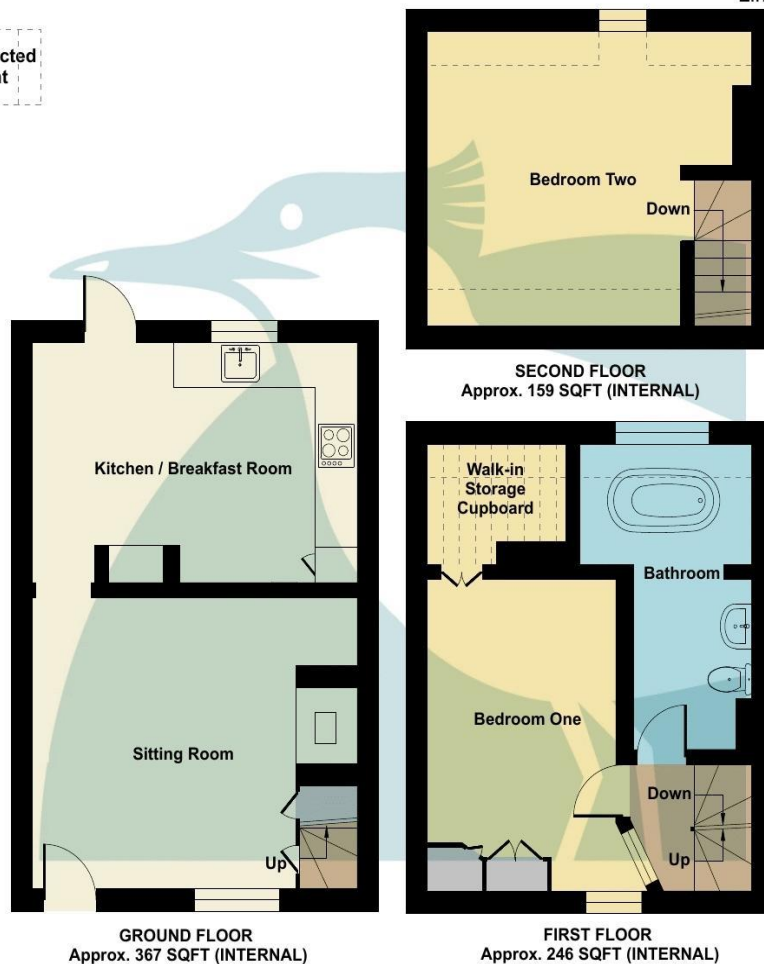 cted
Bedroom Two
Down
SECOND FLOOR
Approx. 159 SQFT (INTERNAL)
Kitchen / Breakfast Room
Sitting Room
Up
GROUND FLOOR
Approx. 367 SQFT (INTERNAL)
Walk-in
Storage
Cupboard
Bathroom
Bedroom One
Down
Up
FIRST FLOOR
Approx. 246 SQFT (INTERNAL)